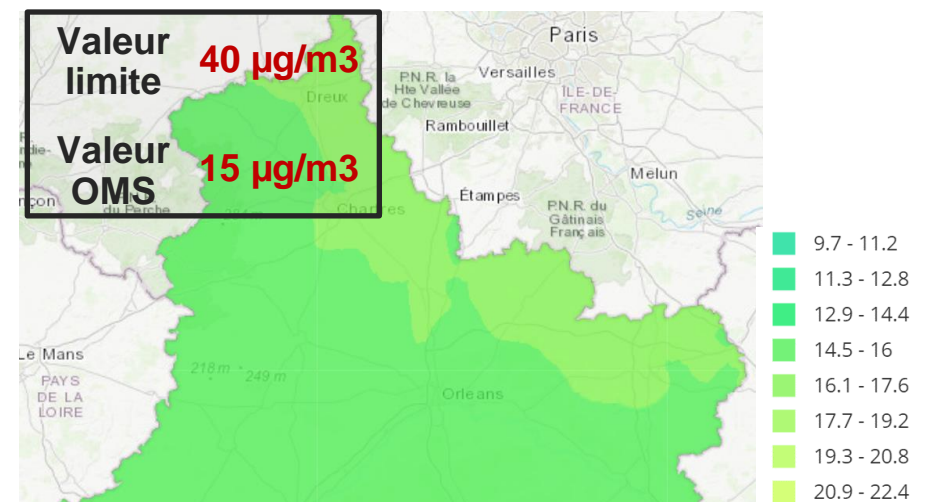 Valeur
limite
40 µg/m3
Valeur
OMS
15 µg/m3
Paris
Versailles
P.N.R. la
Hte Vallée
de Chevreuse
ÎLE-DE-
FRANCE
Dreux
Rambouillet
Melun
Étampes
P.N.R. du
Gâtinais
Français
Seine
du Perche
Chartres
Le Mans
PAYS
DE LA
LOIRE
218 m
249 m
Orleans
9.7 - 11.2
11.3 - 12.8
12.9 - 14.4
14.5 - 16
16.1 - 17.6
17.7 - 19.2
19.3 - 20.8
20.9 - 22.4